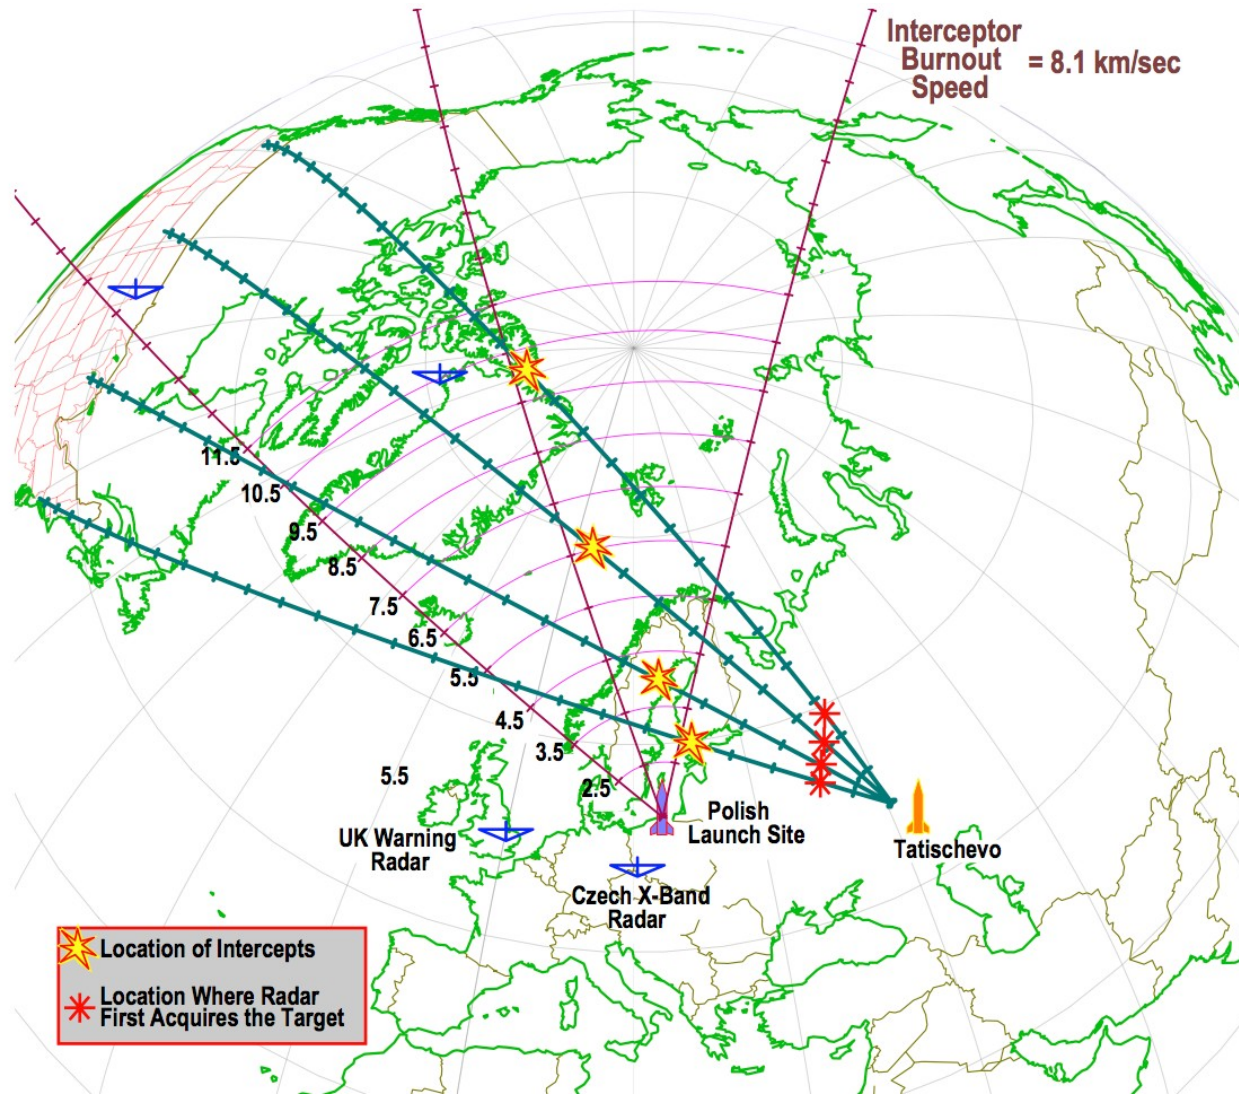 Interceptor
Burnout
Speed
= 8.1 km/sec
11.5
10.5
9.5
8.5
7.5
6.5
5.5
4.5
3.5
2.5
5.5
UK Warning
Radar
Polish
Launch Site
Tatischevo
Czech X-Band
Radar
Location of Intercepts
Location Where Radar
First Acquires the Target